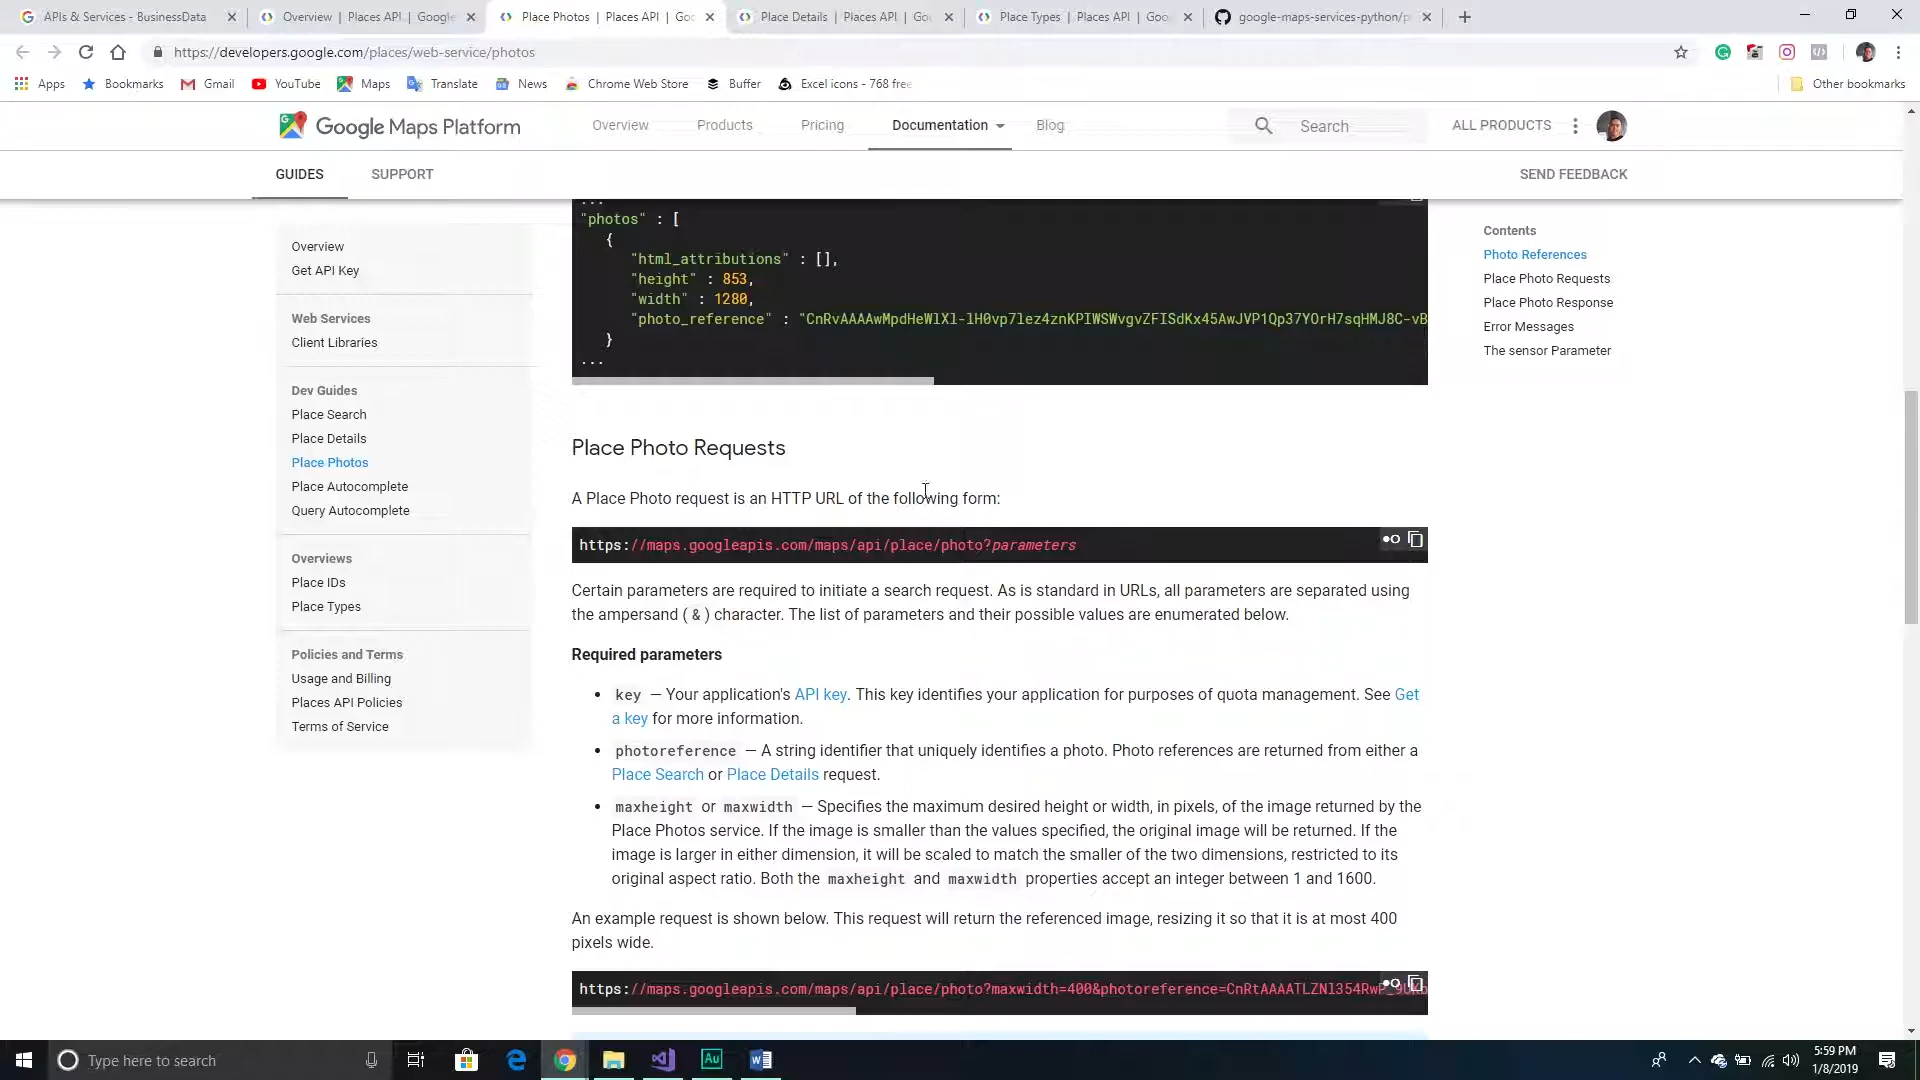 APIs & Services - BusinessData
Overview | Places API | Google
Place Photos | Places API | Goo
Place Details | Places API | Go
Place Types | Places API | Goo
google-maps-services-python/p
https://developers.google.com/places/web-service/photos
Apps
Bookmarks
Gmail
YouTube
Maps
Translate
News
Chrome Web Store
Buffer
Excel icons - 768 free
Other bookmarks
Google Maps Platform
Overview
Products
Pricing
Documentation
Blog
Search
ALL PRODUCTS
GUIDES
SUPPORT
SEND FEEDBACK
Overview
Get API Key
Web Services
Client Libraries
Dev Guides
Place Search
Place Details
Place Photos
Place Autocomplete
Query Autocomplete
Overviews
Place IDs
Place Types
Policies and Terms
Usage and Billing
Places API Policies
Terms of Service
...
"photos" : [
{
"html_attributions" : [],
"height" : 853,
"width" : 1280,
"photo_reference" : "CnRvAAAAwMpdHeWlXl-lH0vp7lez4znKPIWSWvgvZFISdKx45AwJVP1Qp37YOrH7sqHMJ8C-vB
}
...
Place Photo Requests
A Place Photo request is an HTTP URL of the following form:
https://maps.googleapis.com/maps/api/place/photo?parameters
Certain parameters are required to initiate a search request. As is standard in URLs, all parameters are separated using
the ampersand ( & ) character. The list of parameters and their possible values are enumerated below.
Required parameters
• key — Your application's API key. This key identifies your application for purposes of quota management. See Get
a key for more information.
• photoreference — A string identifier that uniquely identifies a photo. Photo references are returned from either a
Place Search or Place Details request.
• maxheight or maxwidth — Specifies the maximum desired height or width, in pixels, of the image returned by the
Place Photos service. If the image is smaller than the values specified, the original image will be returned. If the
image is larger in either dimension, it will be scaled to match the smaller of the two dimensions, restricted to its
original aspect ratio. Both the maxheight and maxwidth properties accept an integer between 1 and 1600.
An example request is shown below. This request will return the referenced image, resizing it so that it is at most 400
pixels wide.
https://maps.googleapis.com/maps/api/place/photo?maxwidth=400&photoreference=CnRtAAAATLZNl354RwP_9UKb
Contents
Photo References
Place Photo Requests
Place Photo Response
Error Messages
The sensor Parameter
Type here to search
Au
5:59 PM
1/8/2019